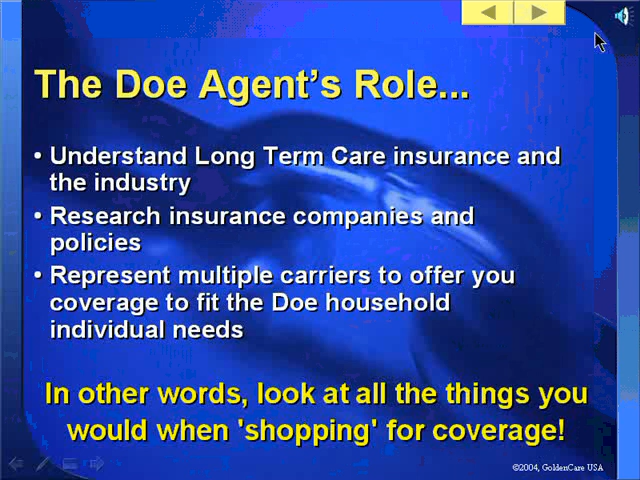 The Doe Agent's Role...
• Understand Long Term Care insurance and
the industry
• Research insurance companies and
policies
• Represent multiple carriers to offer you
coverage to fit the Doe household
individual needs
In other words, look at all the things you
would when 'shopping' for coverage!
©2004, GoldenCare USA